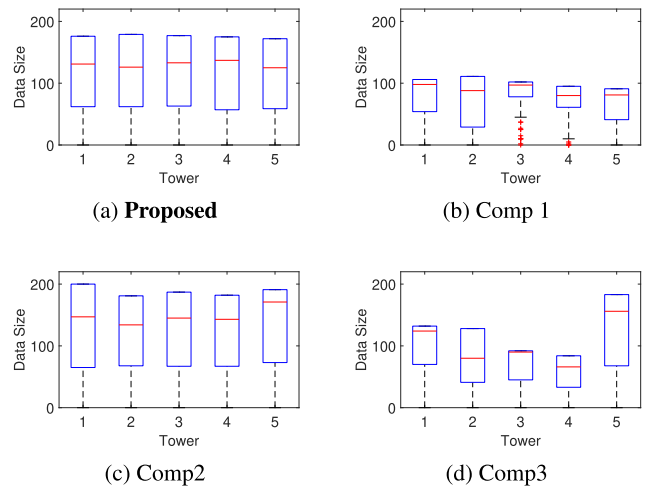 200
100
0
Data Size
1 2 3 4 5
Tower
(a) Proposed
200
100
0
Data Size
1 2 3 4 5
Tower
(b) Comp 1
200
100
0
Data Size
1 2 3 4 5
Tower
(c) Comp2
200
100
0
Data Size
1 2 3 4 5
Tower
(d) Comp3